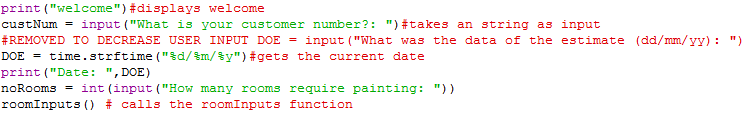 print("welcome")#displays welcome
custNum = input("What is your customer number?: ")#takes an string as input
#REMOVED TO DECREASE USER INPUT DOE = input("What was the data of the estimate (dd/mm/yy): ")
DOE = time.strftime("%d/%m/%y")#gets the current date
print("Date: ",DOE)
noRooms = int(input("How many rooms require painting: "))
roomInputs() # calls the roomInputs function